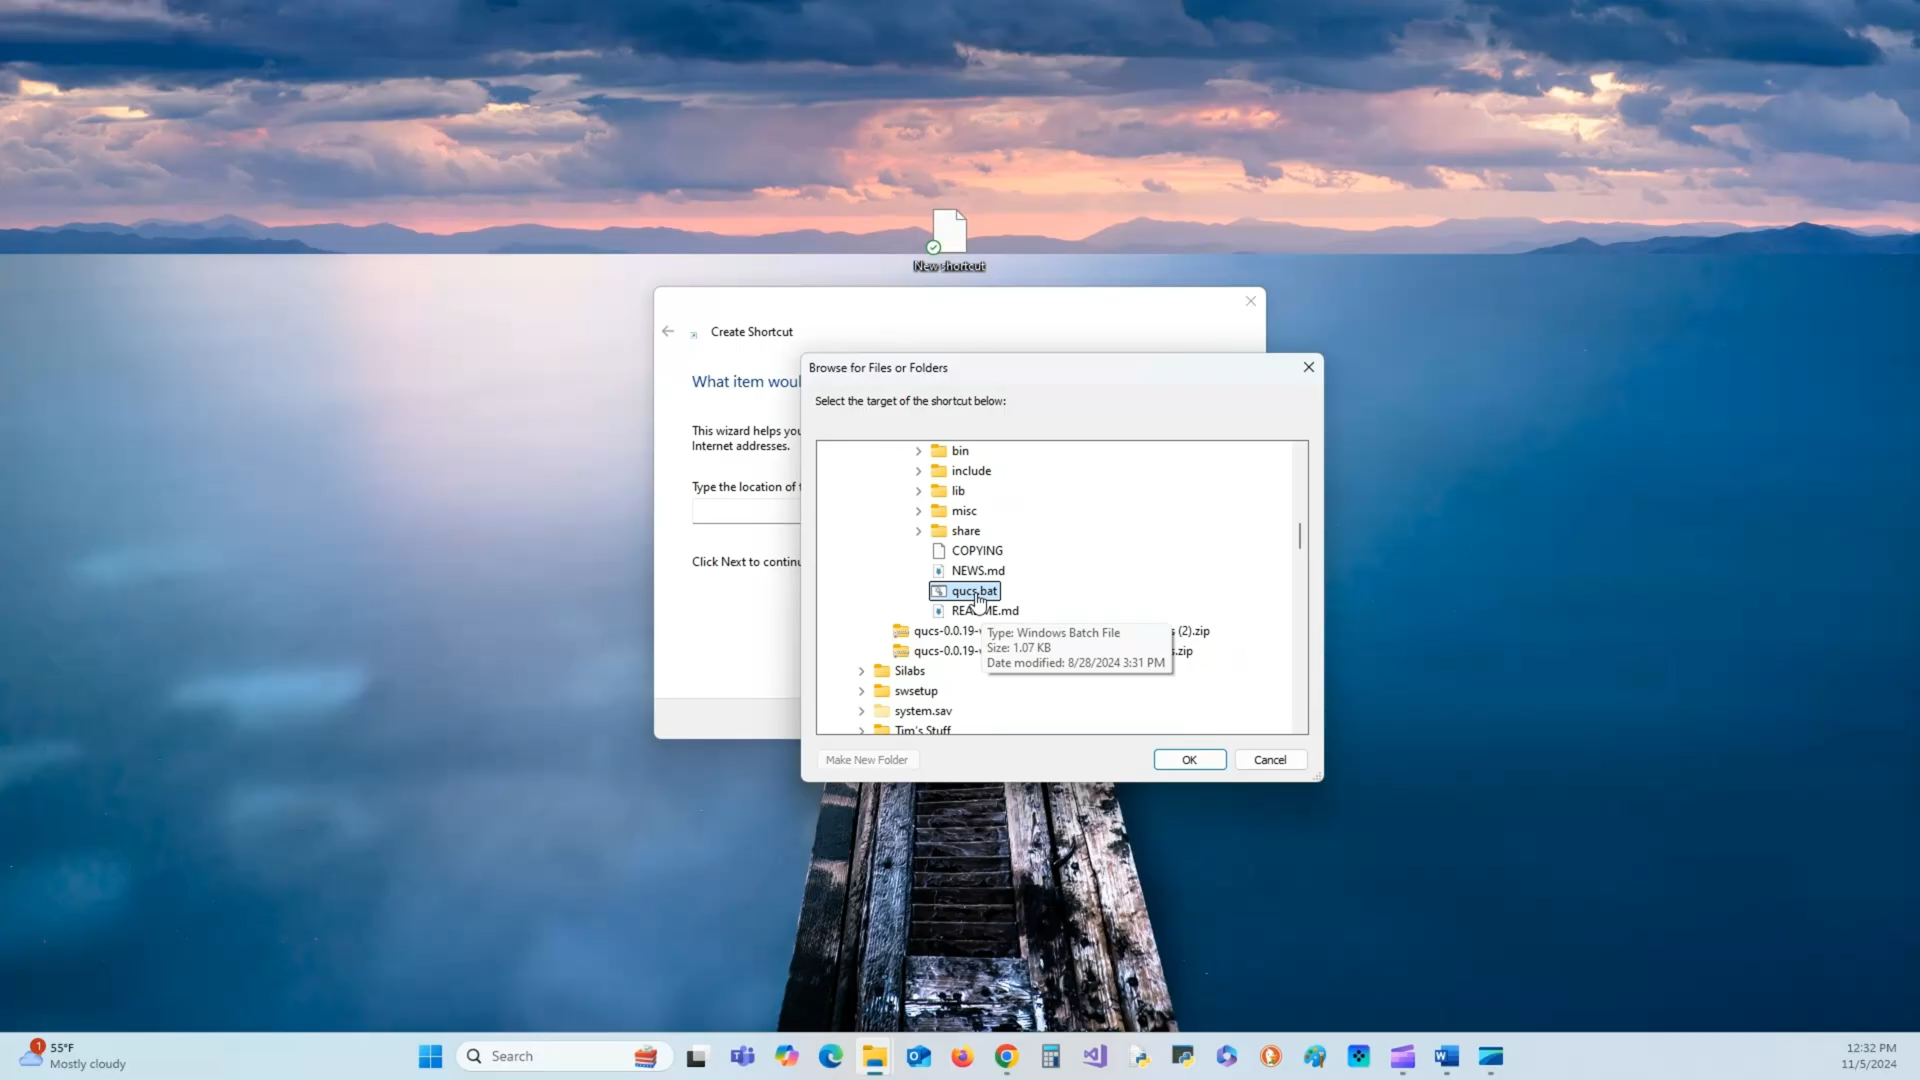 New shortcut
Create Shortcut
What item woul
This wizard helps you
Internet addresses.
Type the location of t
Click Next to continu
Browse for Files or Folders
Select the target of the shortcut below:
bin
include
lib
misc
share
COPYING
NEWS.md
qucs.bat
README.md
qucs-0.0.19- s (2).zip
qucs-0.0.19- s.zip
Type: Windows Batch File
Size: 1.07 KB
Date modified: 8/28/2024 3:31 PM
Silabs
swsetup
system.sav
Tim's Stuff
Make New Folder
OK
Cancel
1
55°F
Mostly cloudy
Search
12:32 PM
11/5/2024